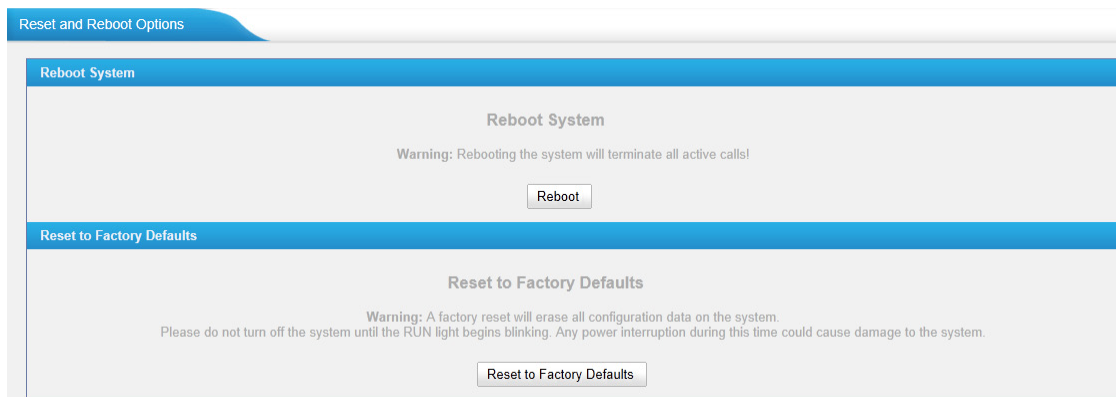 Reset and Reboot Options
Reboot System
Reboot System
Warning: Rebooting the system will terminate all active calls!
Reboot
Reset to Factory Defaults
Reset to Factory Defaults
Warning: A factory reset will erase all configuration data on the system.
Please do not turn off the system until the RUN light begins blinking. Any power interruption during this time could cause damage to the system.
Reset to Factory Defaults